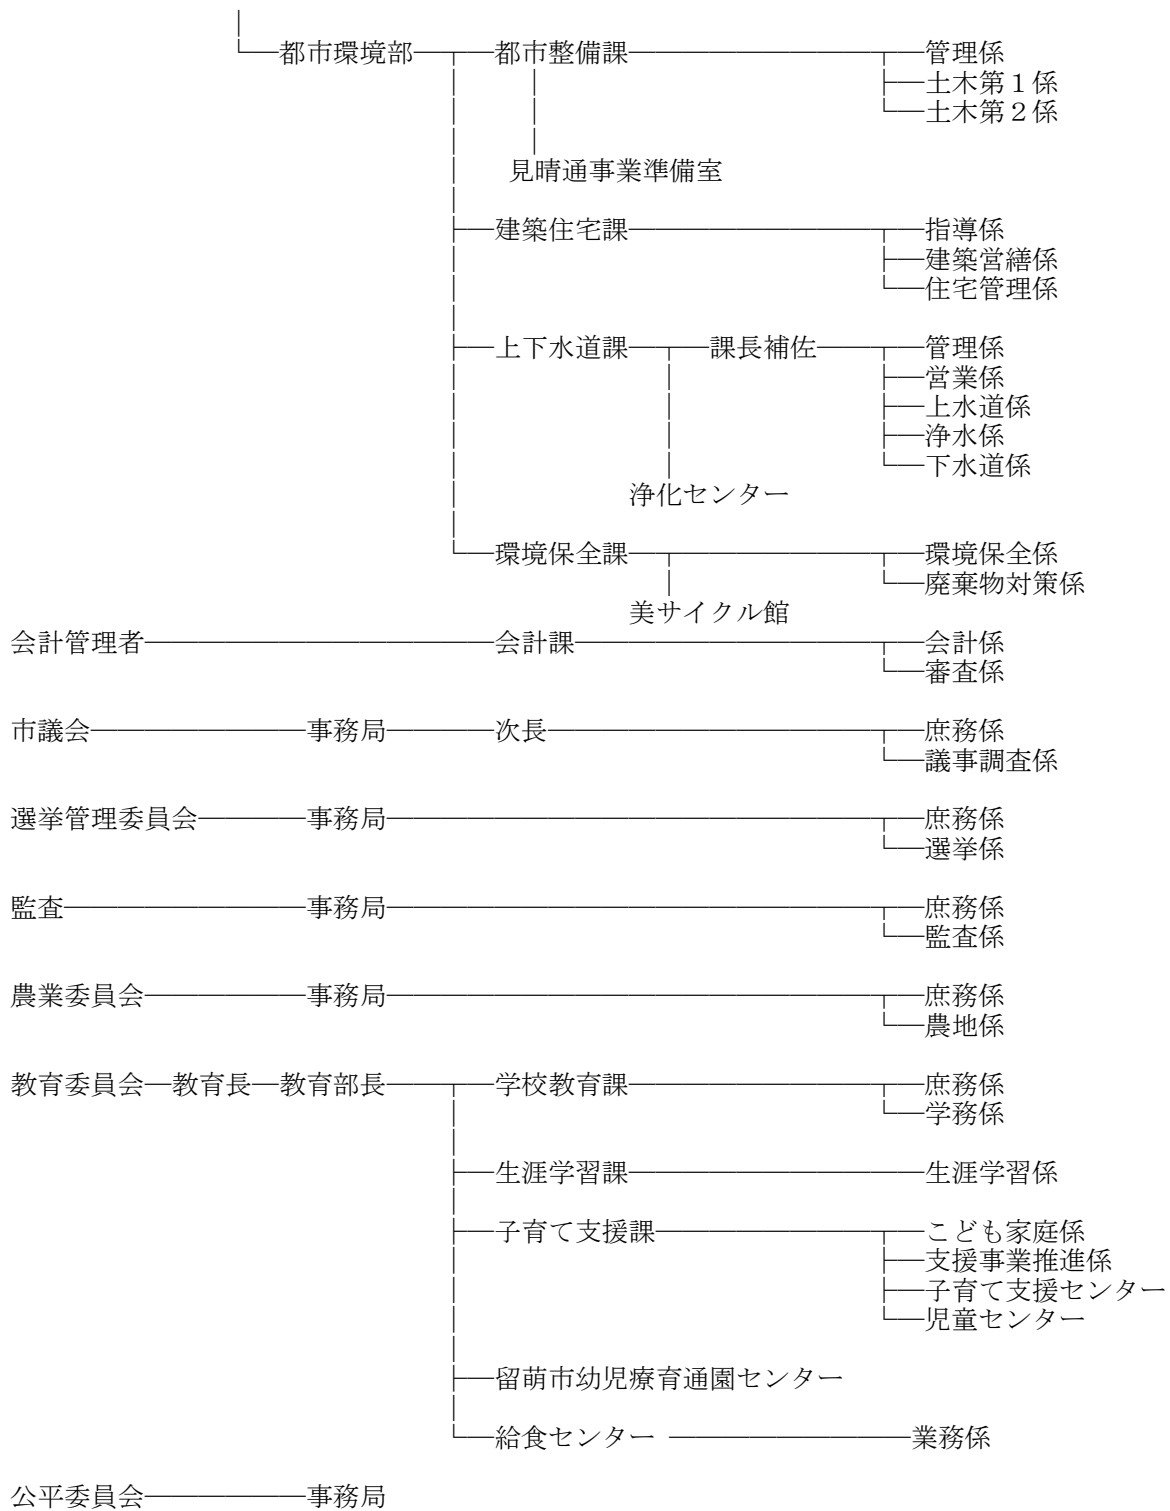 都市環境部 都市整備課 管理係
土木第１係
土木第２係
見晴通事業準備室
建築住宅課 指導係
建築営繕係
住宅管理係
上下水道課 課長補佐 管理係
営業係
上水道係
浄水係
下水道係
浄化センター
環境保全課 環境保全係
廃棄物対策係
美サイクル館
会計管理者 会計課 会計係
審査係
市議会 事務局 次長 庶務係
議事調査係
選挙管理委員会 事務局 庶務係
選挙係
監査 事務局 庶務係
監査係
農業委員会 事務局 庶務係
農地係
教育委員会 教育長 教育部長 学校教育課 庶務係
学務係
生涯学習課 生涯学習係
子育て支援課 こども家庭係
支援事業推進係
子育て支援センター
児童センター
留萌市幼児療育通園センター
給食センター 業務係
公平委員会 事務局